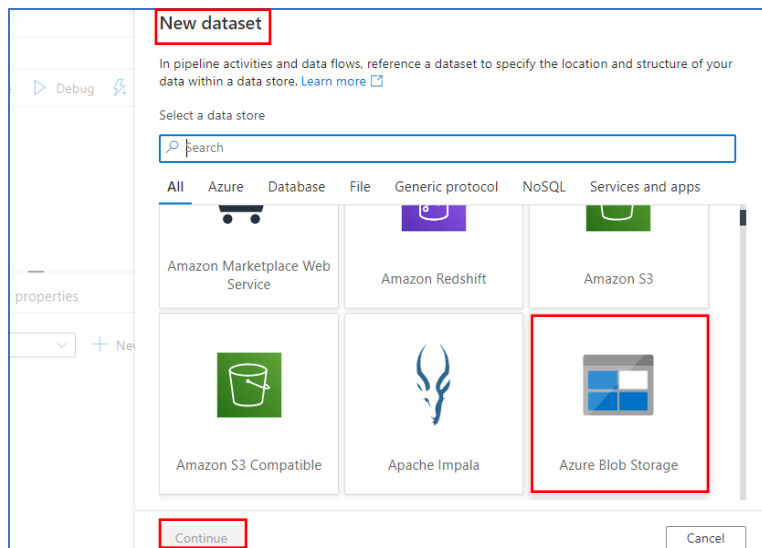 New dataset
In pipeline activities and data flows, reference a dataset to specify the location and structure of your
data within a data store. Learn more
Select a data store
Search
All Azure Database File Generic protocol NoSQL Services and apps
Amazon Marketplace Web
Service
Amazon Redshift
Amazon S3
Amazon S3 Compatible
Apache Impala
Azure Blob Storage
Continue
Cancel
Debug
properties